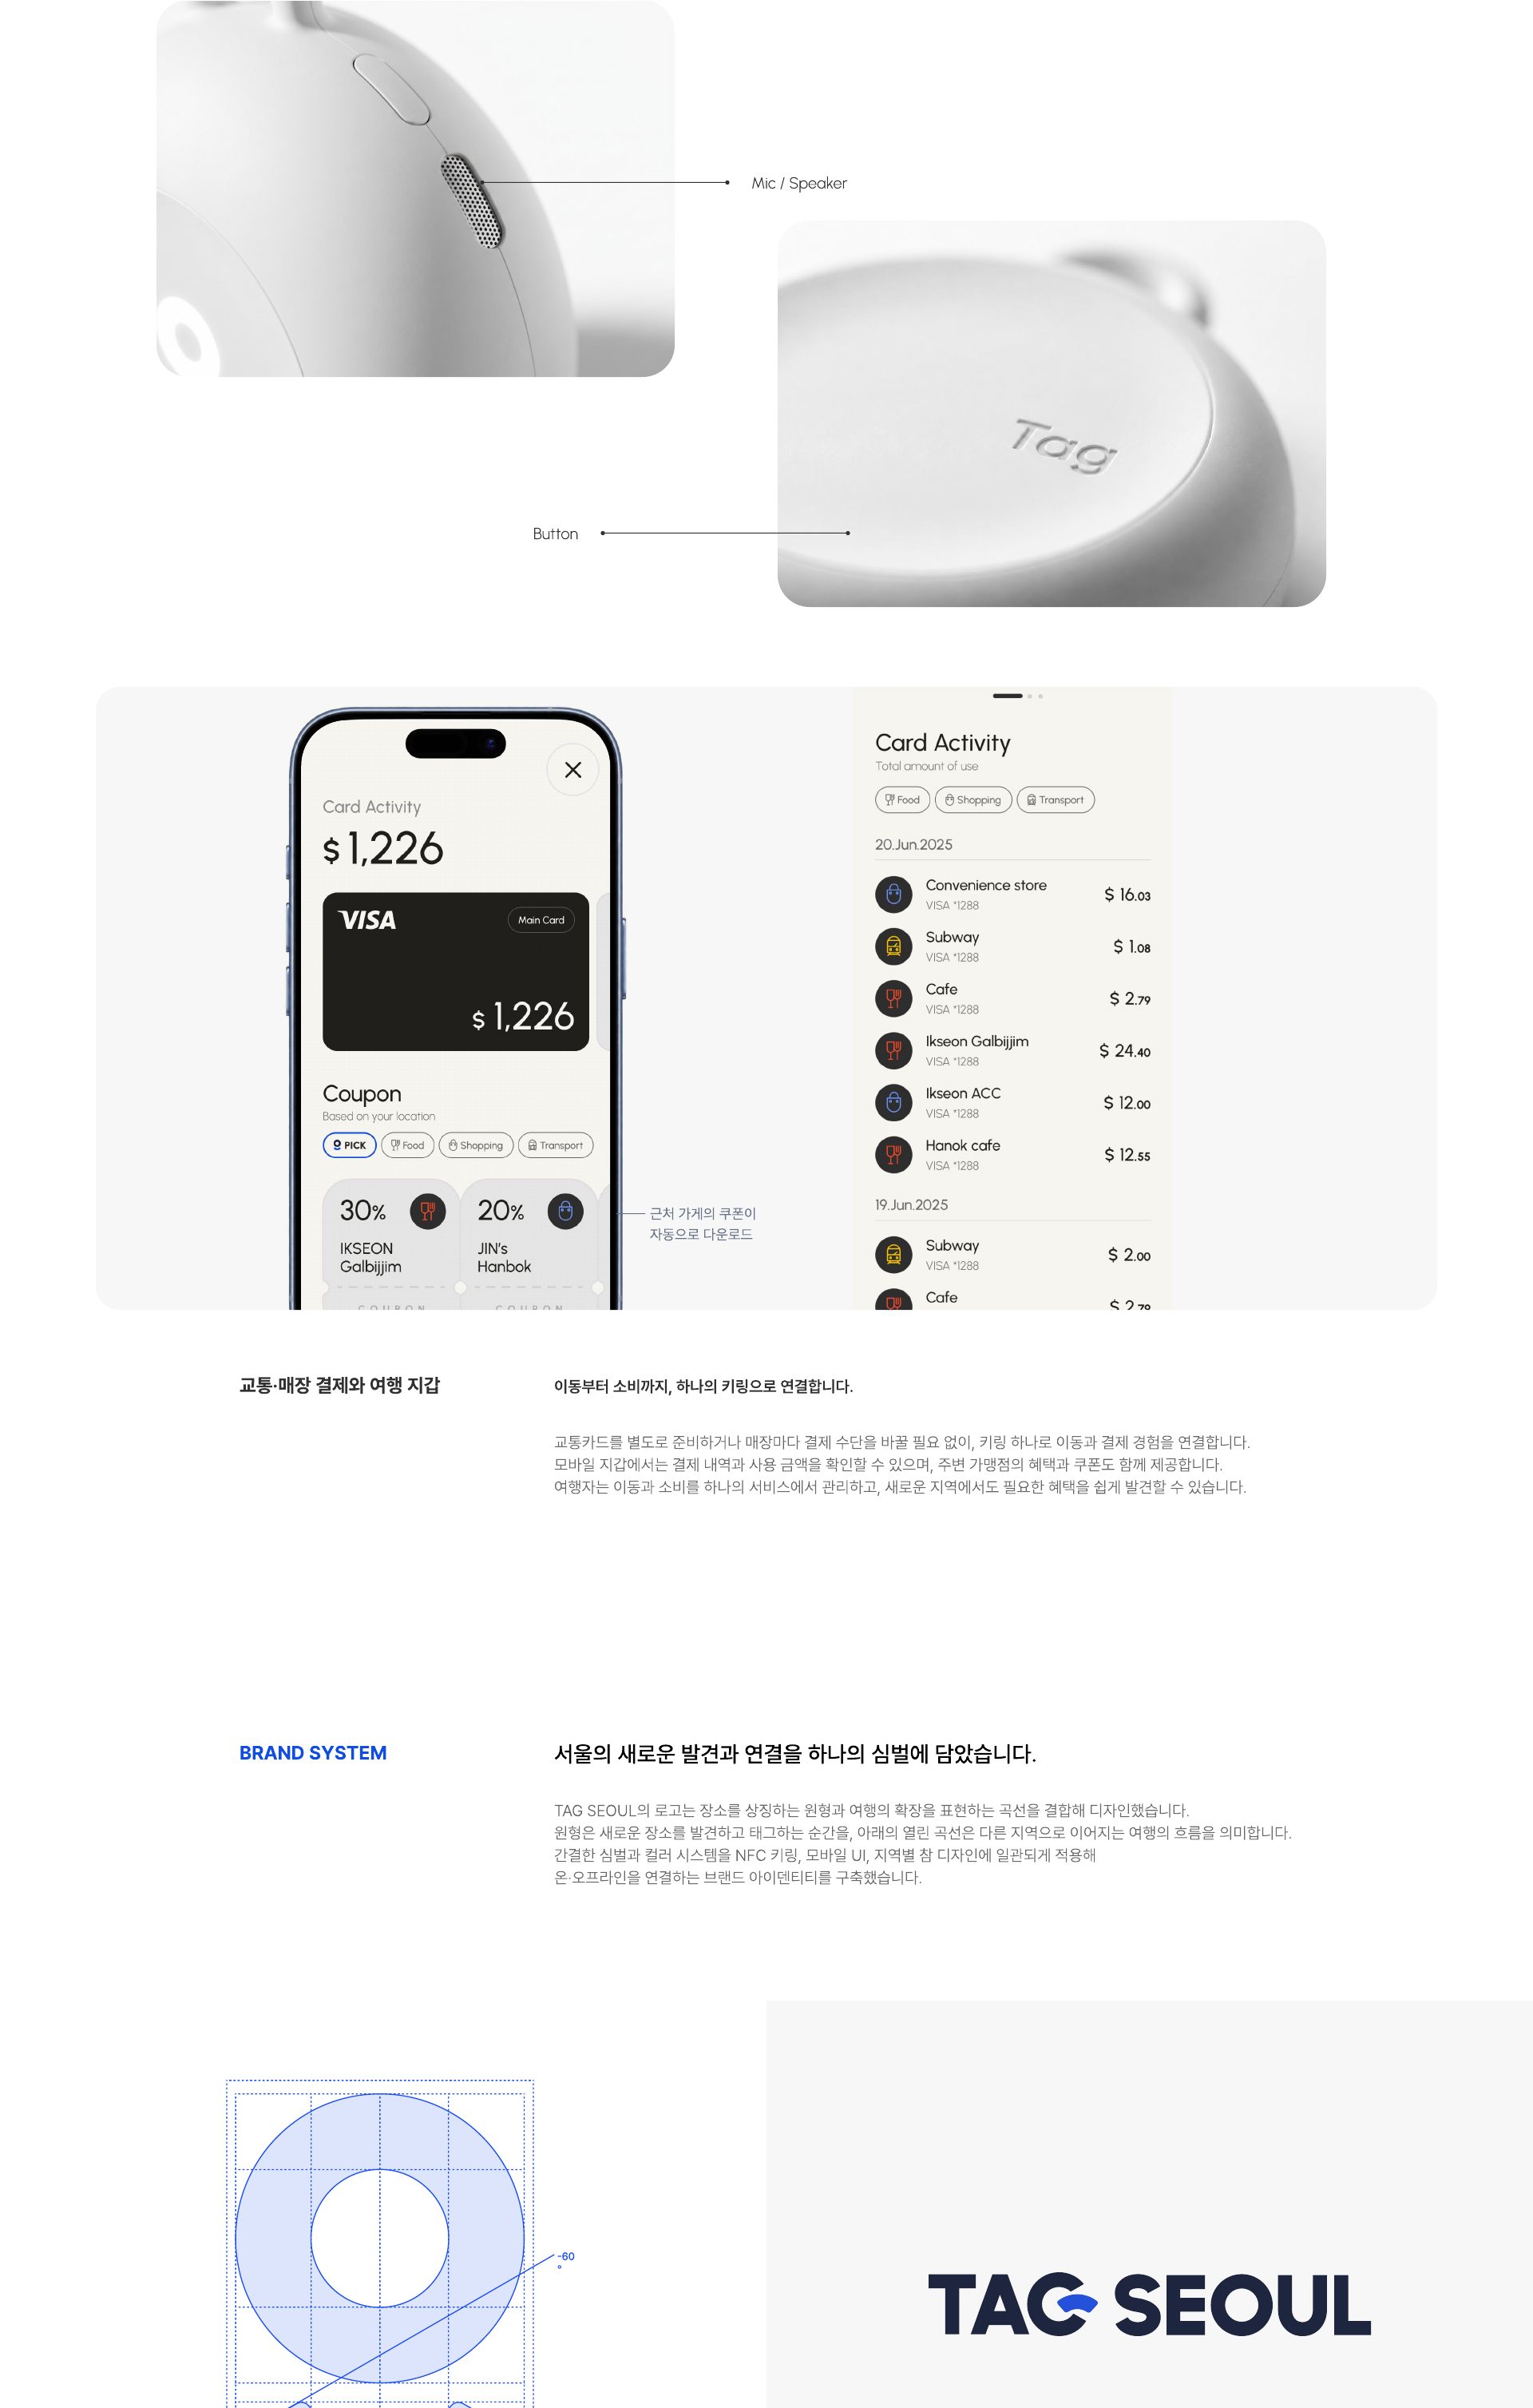 Mic / Speaker
Tag
Button
Card Activity
$ 1,226
VISA
Main Card
$ 1,226
Coupon
Based on your location
PICK
Food
Shopping
Transport
30%
IKSEON
Galbijjim
20%
JIN's
Hanbok
COUPON
COUPON
근처 가게의 쿠폰이
자동으로 다운로드
Card Activity
Total amount of use
Food
Shopping
Transport
20.Jun.2025
Convenience store
VISA *1288
$ 16.03
Subway
VISA *1288
$ 1.08
Cafe
VISA *1288
$ 2.79
Ikseon Galbijjim
VISA *1288
$ 24.40
Ikseon ACC
VISA *1288
$ 12.00
Hanok cafe
VISA *1288
$ 12.55
19.Jun.2025
Subway
VISA *1288
$ 2.00
Cafe
$ 2.79
교통·매장 결제와 여행 지갑
이동부터 소비까지, 하나의 키링으로 연결합니다.
교통카드를 별도로 준비하거나 매장마다 결제 수단을 바꿀 필요 없이, 키링 하나로 이동과 결제 경험을 연결합니다.
모바일 지갑에서는 결제 내역과 사용 금액을 확인할 수 있으며, 주변 가맹점의 혜택과 쿠폰도 함께 제공합니다.
여행자는 이동과 소비를 하나의 서비스에서 관리하고, 새로운 지역에서도 필요한 혜택을 쉽게 발견할 수 있습니다.
BRAND SYSTEM
서울의 새로운 발견과 연결을 하나의 심벌에 담았습니다.
TAG SEOUL의 로고는 장소를 상징하는 원형과 여행의 확장을 표현하는 곡선을 결합해 디자인했습니다.
원형은 새로운 장소를 발견하고 태그하는 순간을, 아래의 열린 곡선은 다른 지역으로 이어지는 여행의 흐름을 의미합니다.
간결한 심벌과 컬러 시스템을 NFC 키링, 모바일 UI, 지역별 참 디자인에 일관되게 적용해
온·오프라인을 연결하는 브랜드 아이덴티티를 구축했습니다.
-60
°
TAG SEOUL